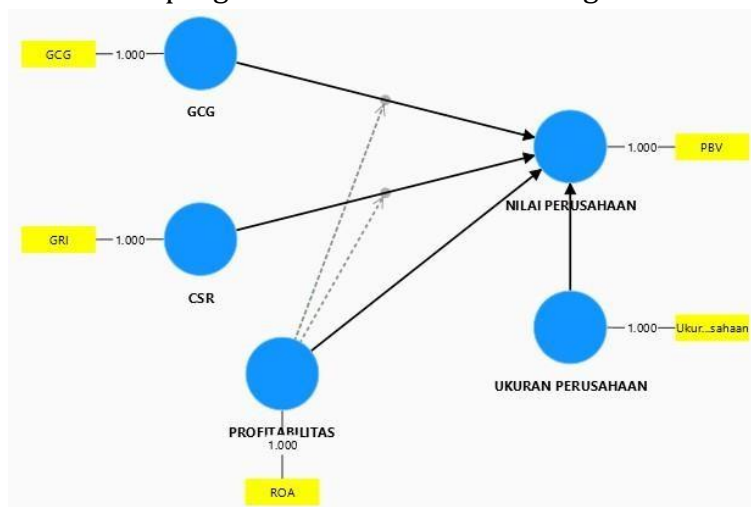 GCG
1.000
GCG
1.000
PBV
NILAI PERUSAHAAN
GRI
1.000
CSR
1.000
Ukur...sahaan
UKURAN PERUSAHAAN
PROFITABILITAS
1.000
ROA